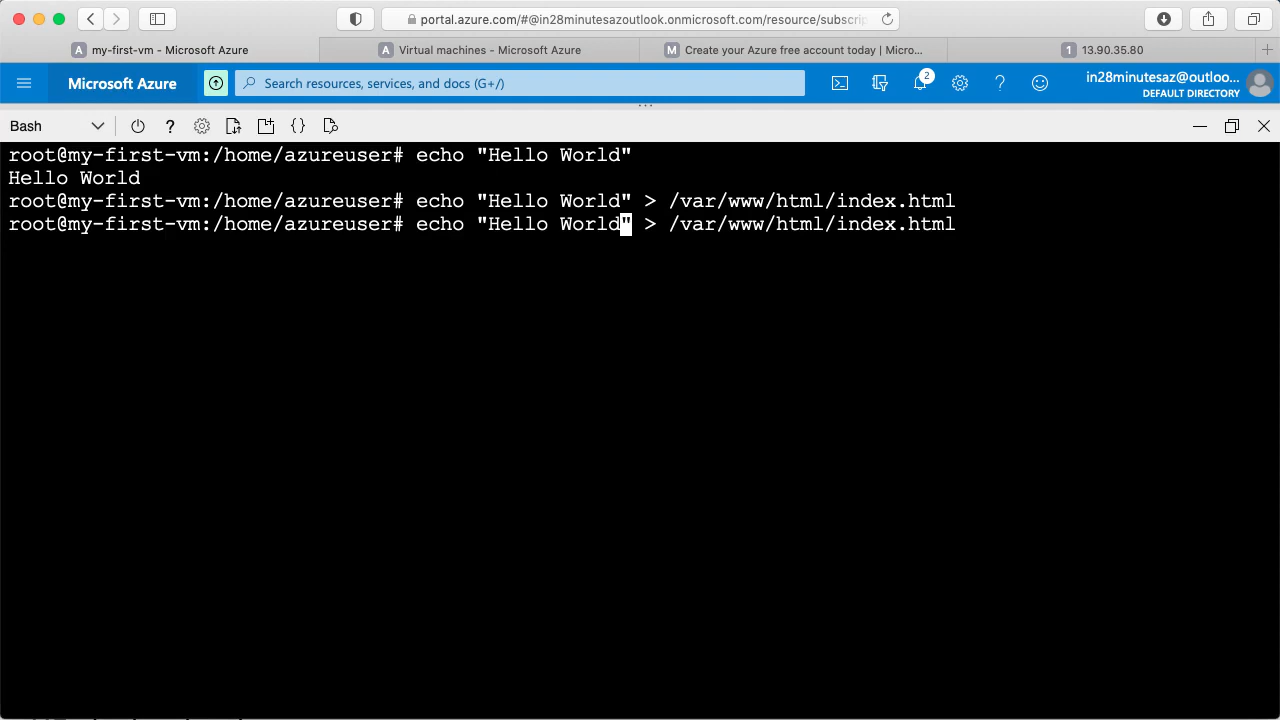 portal.azure.com/#@in28minutesazoutlook.onmicrosoft.com/resource/subscrip
A my-first-vm - Microsoft Azure
A Virtual machines - Microsoft Azure
M Create your Azure free account today | Micro...
1 13.90.35.80
Microsoft Azure
Search resources, services, and docs (G+/)
2
in28minutesaz@outloo...
DEFAULT DIRECTORY
Bash
root@my-first-vm:/home/azureuser# echo "Hello World"
Hello World
root@my-first-vm:/home/azureuser# echo "Hello World" > /var/www/html/index.html
root@my-first-vm:/home/azureuser# echo "Hello World" > /var/www/html/index.html